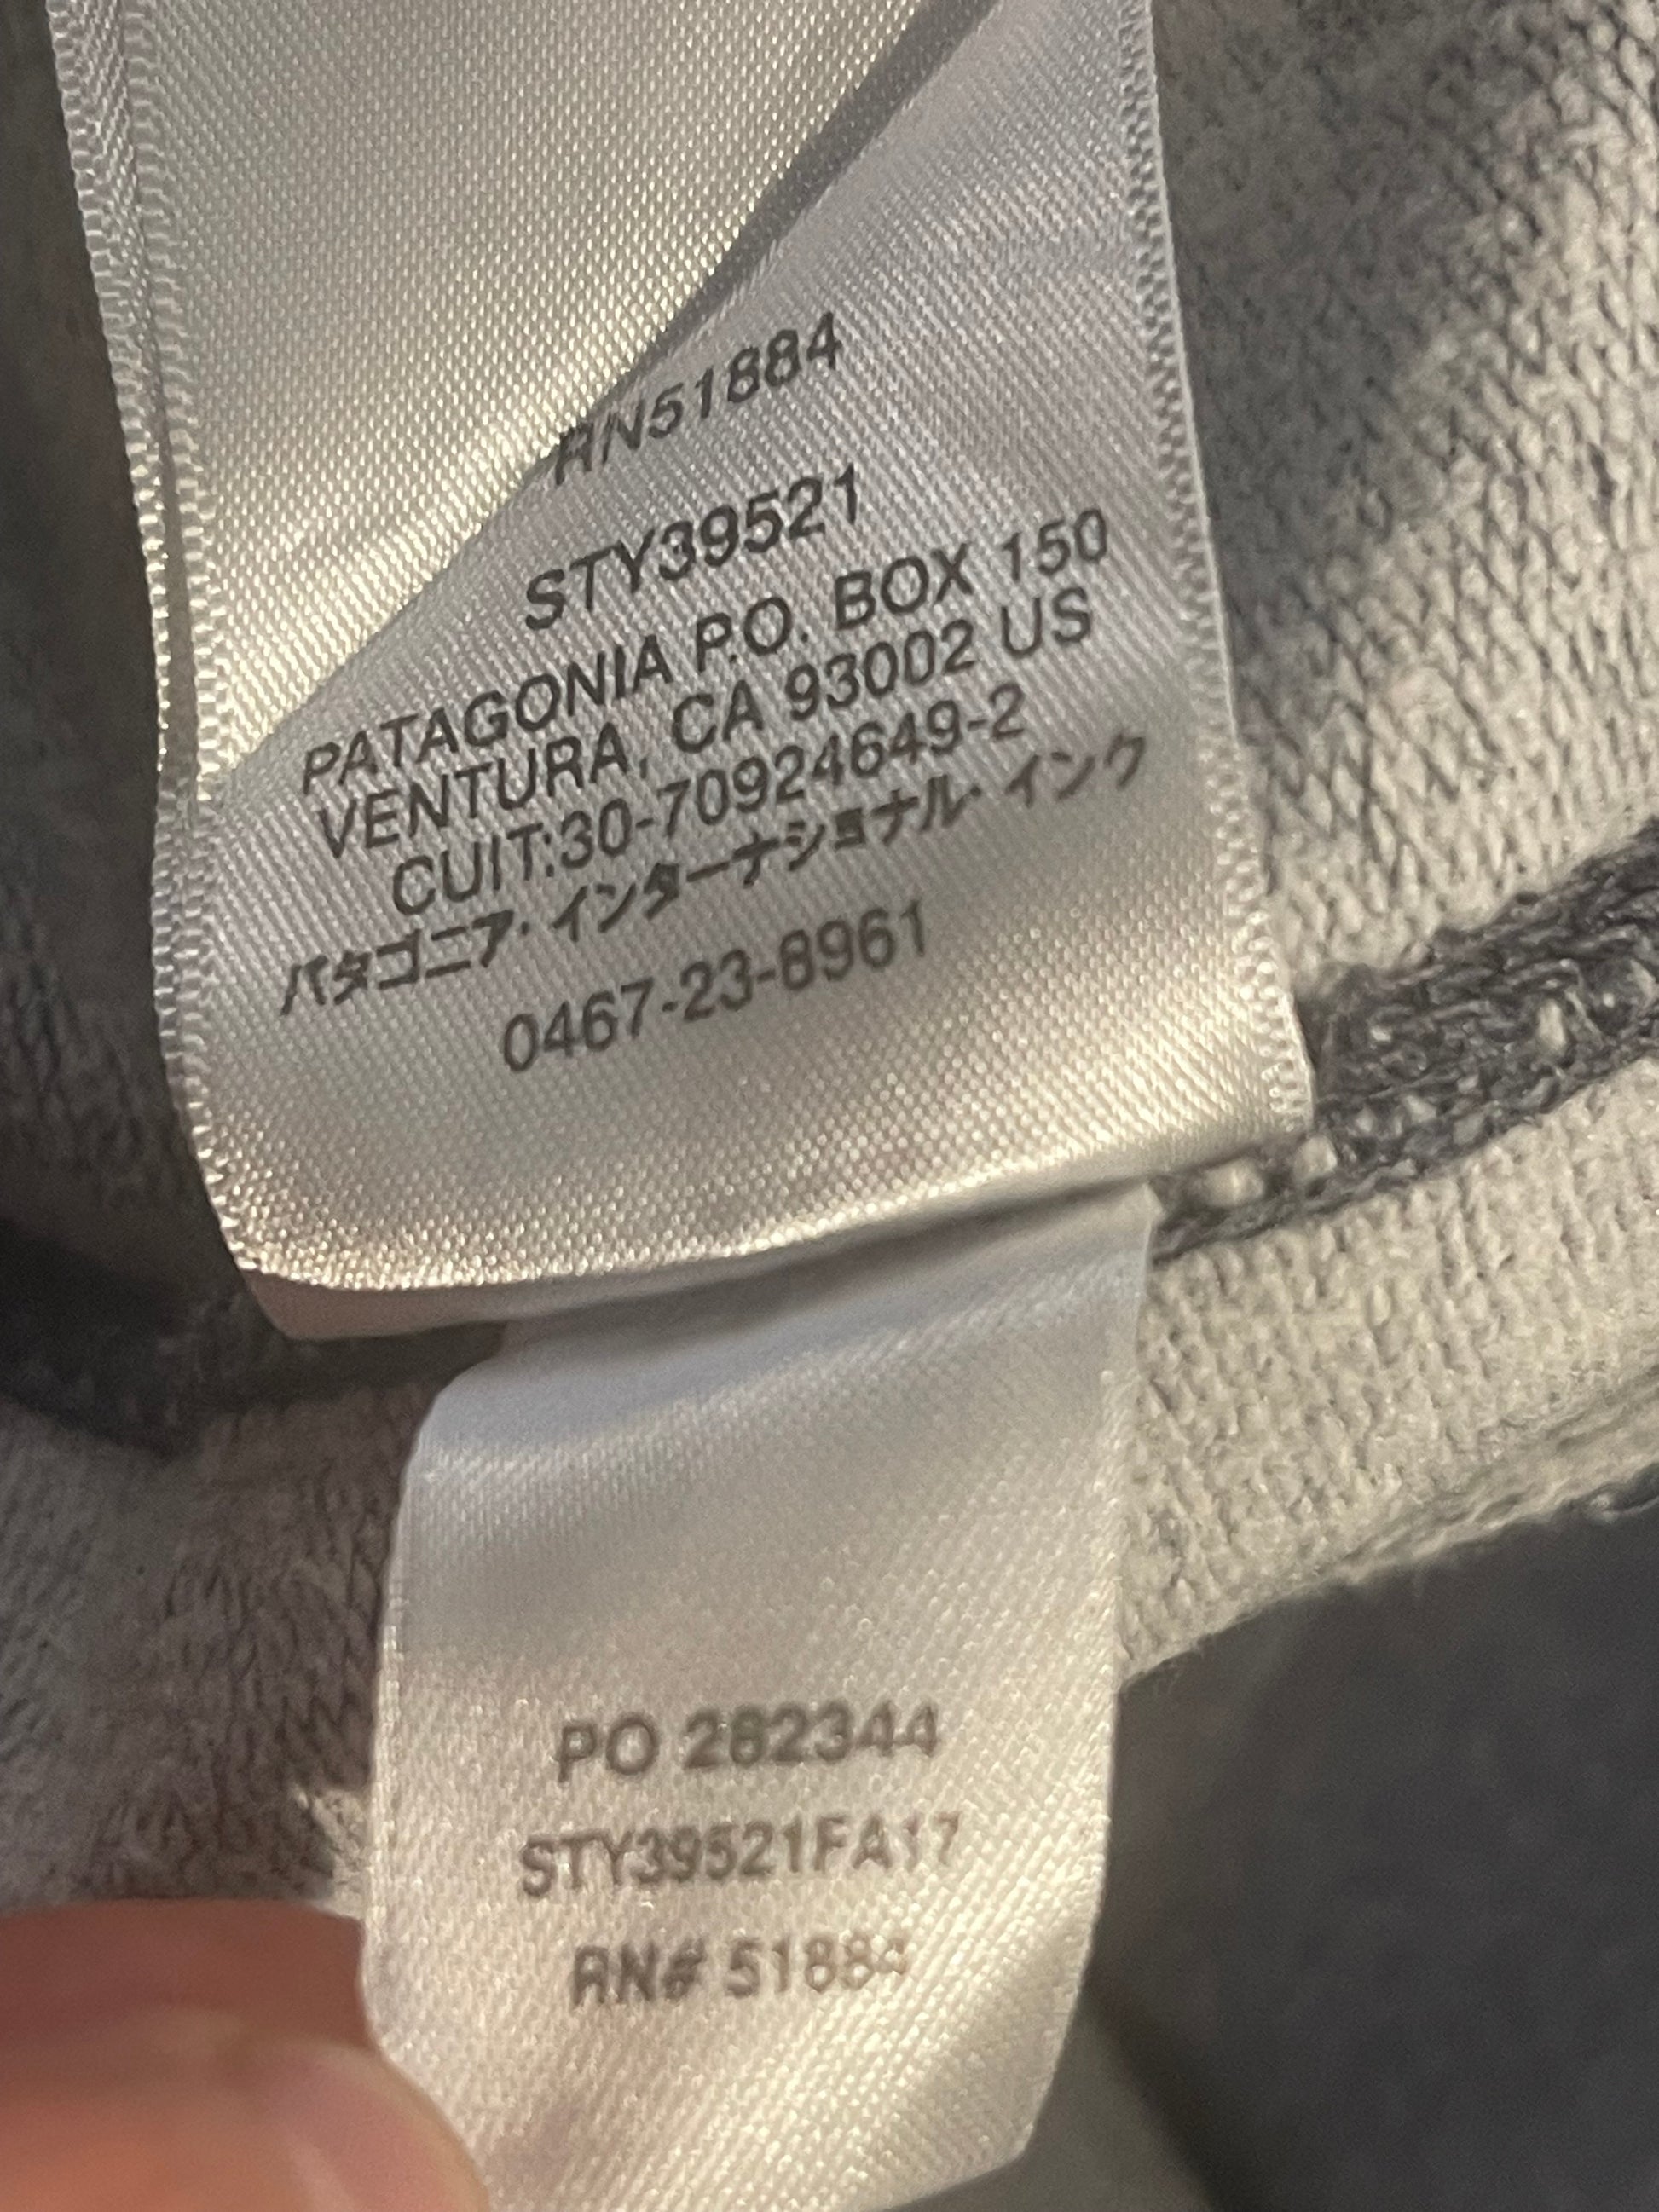 RN51884
STY39521
PATAGONIA P.O. BOX 150
VENTURA, CA 93002 US
CUIT:30-70924649-2
パタゴニア・インターナショナル・インク
0467-23-8961
PO 282344
STY39521FA17
RN# 51884